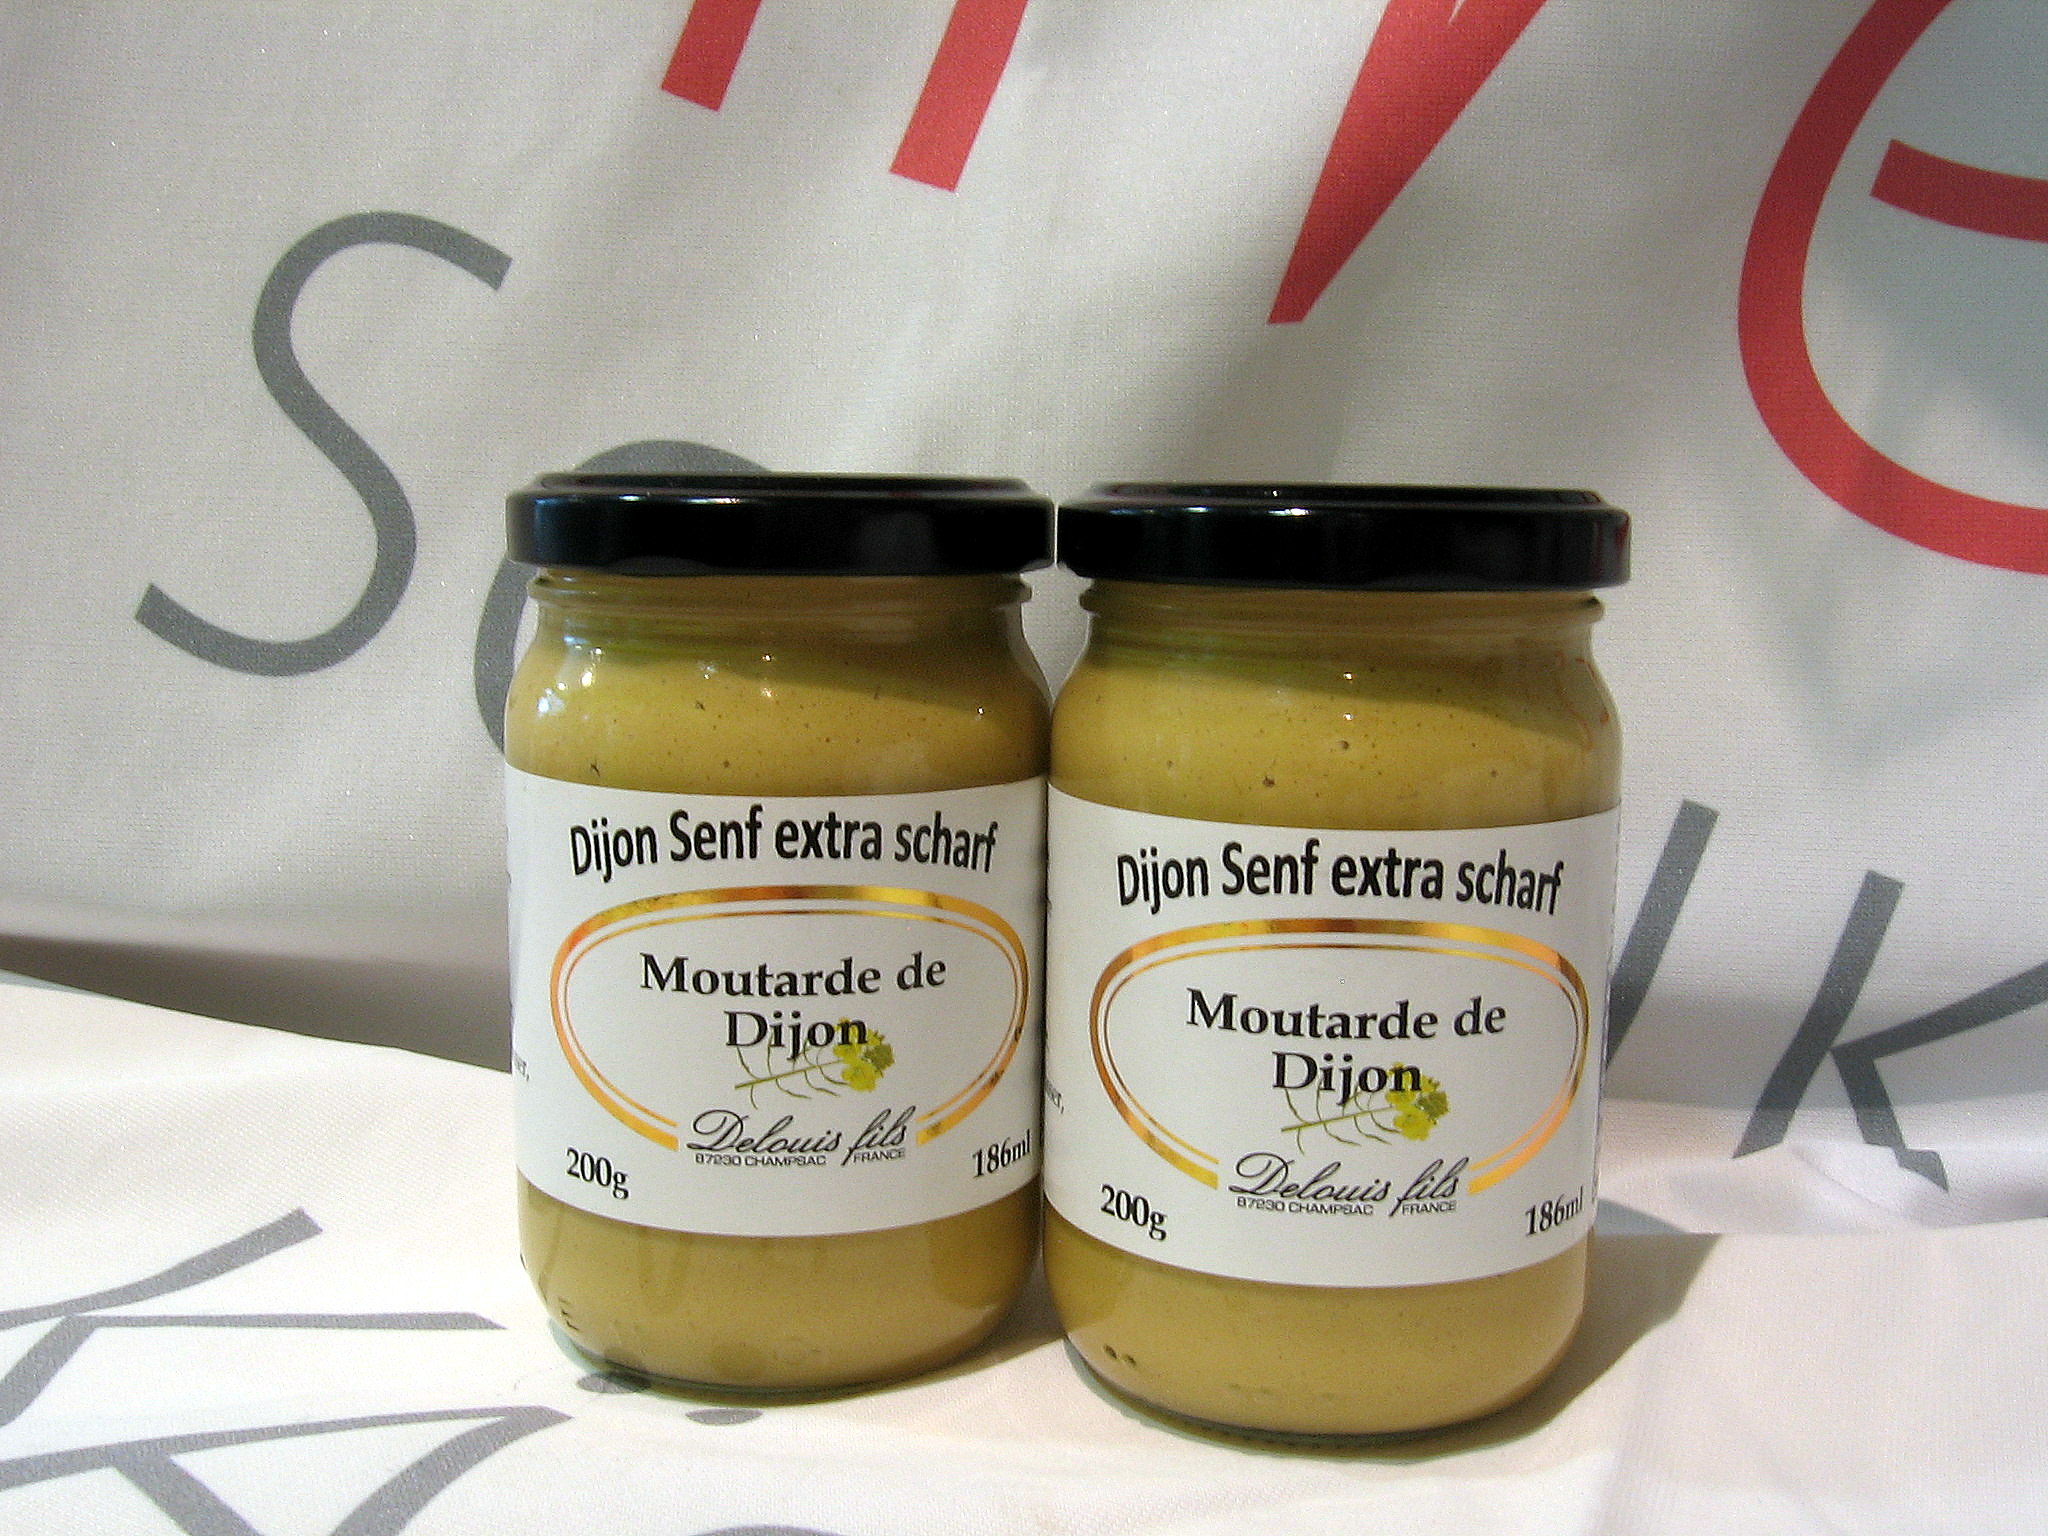 Dijon Senf extra scharf
Moutarde de
Dijon
Delouis fils
87230 CHAMPSAC FRANCE
200g
186ml
Dijon Senf extra scharf
Moutarde de
Dijon
Delouis fils
87230 CHAMPSAC FRANCE
200g
186ml